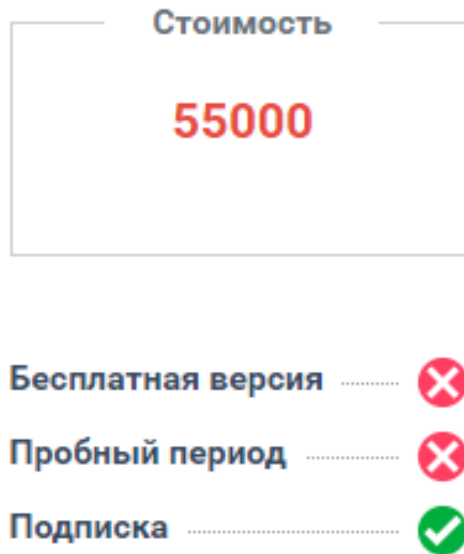 Стоимость
55000
Бесплатная версия
Пробный период
Подписка